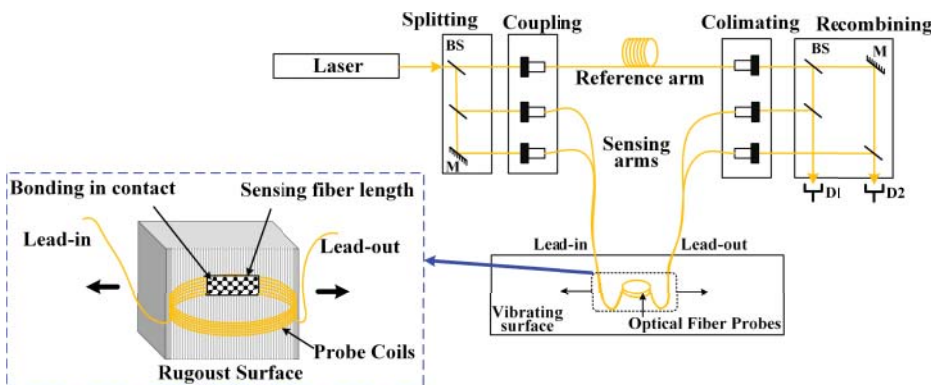 Splitting
Coupling
Colimating
Recombining
BS
BS
M
Laser
Reference arm
Sensing
arms
M
D1
D2
Bonding in contact
Sensing fiber length
Lead-in
Lead-out
Lead-in
Lead-out
Vibrating
surface
Optical Fiber Probes
Probe Coils
Rugoust Surface